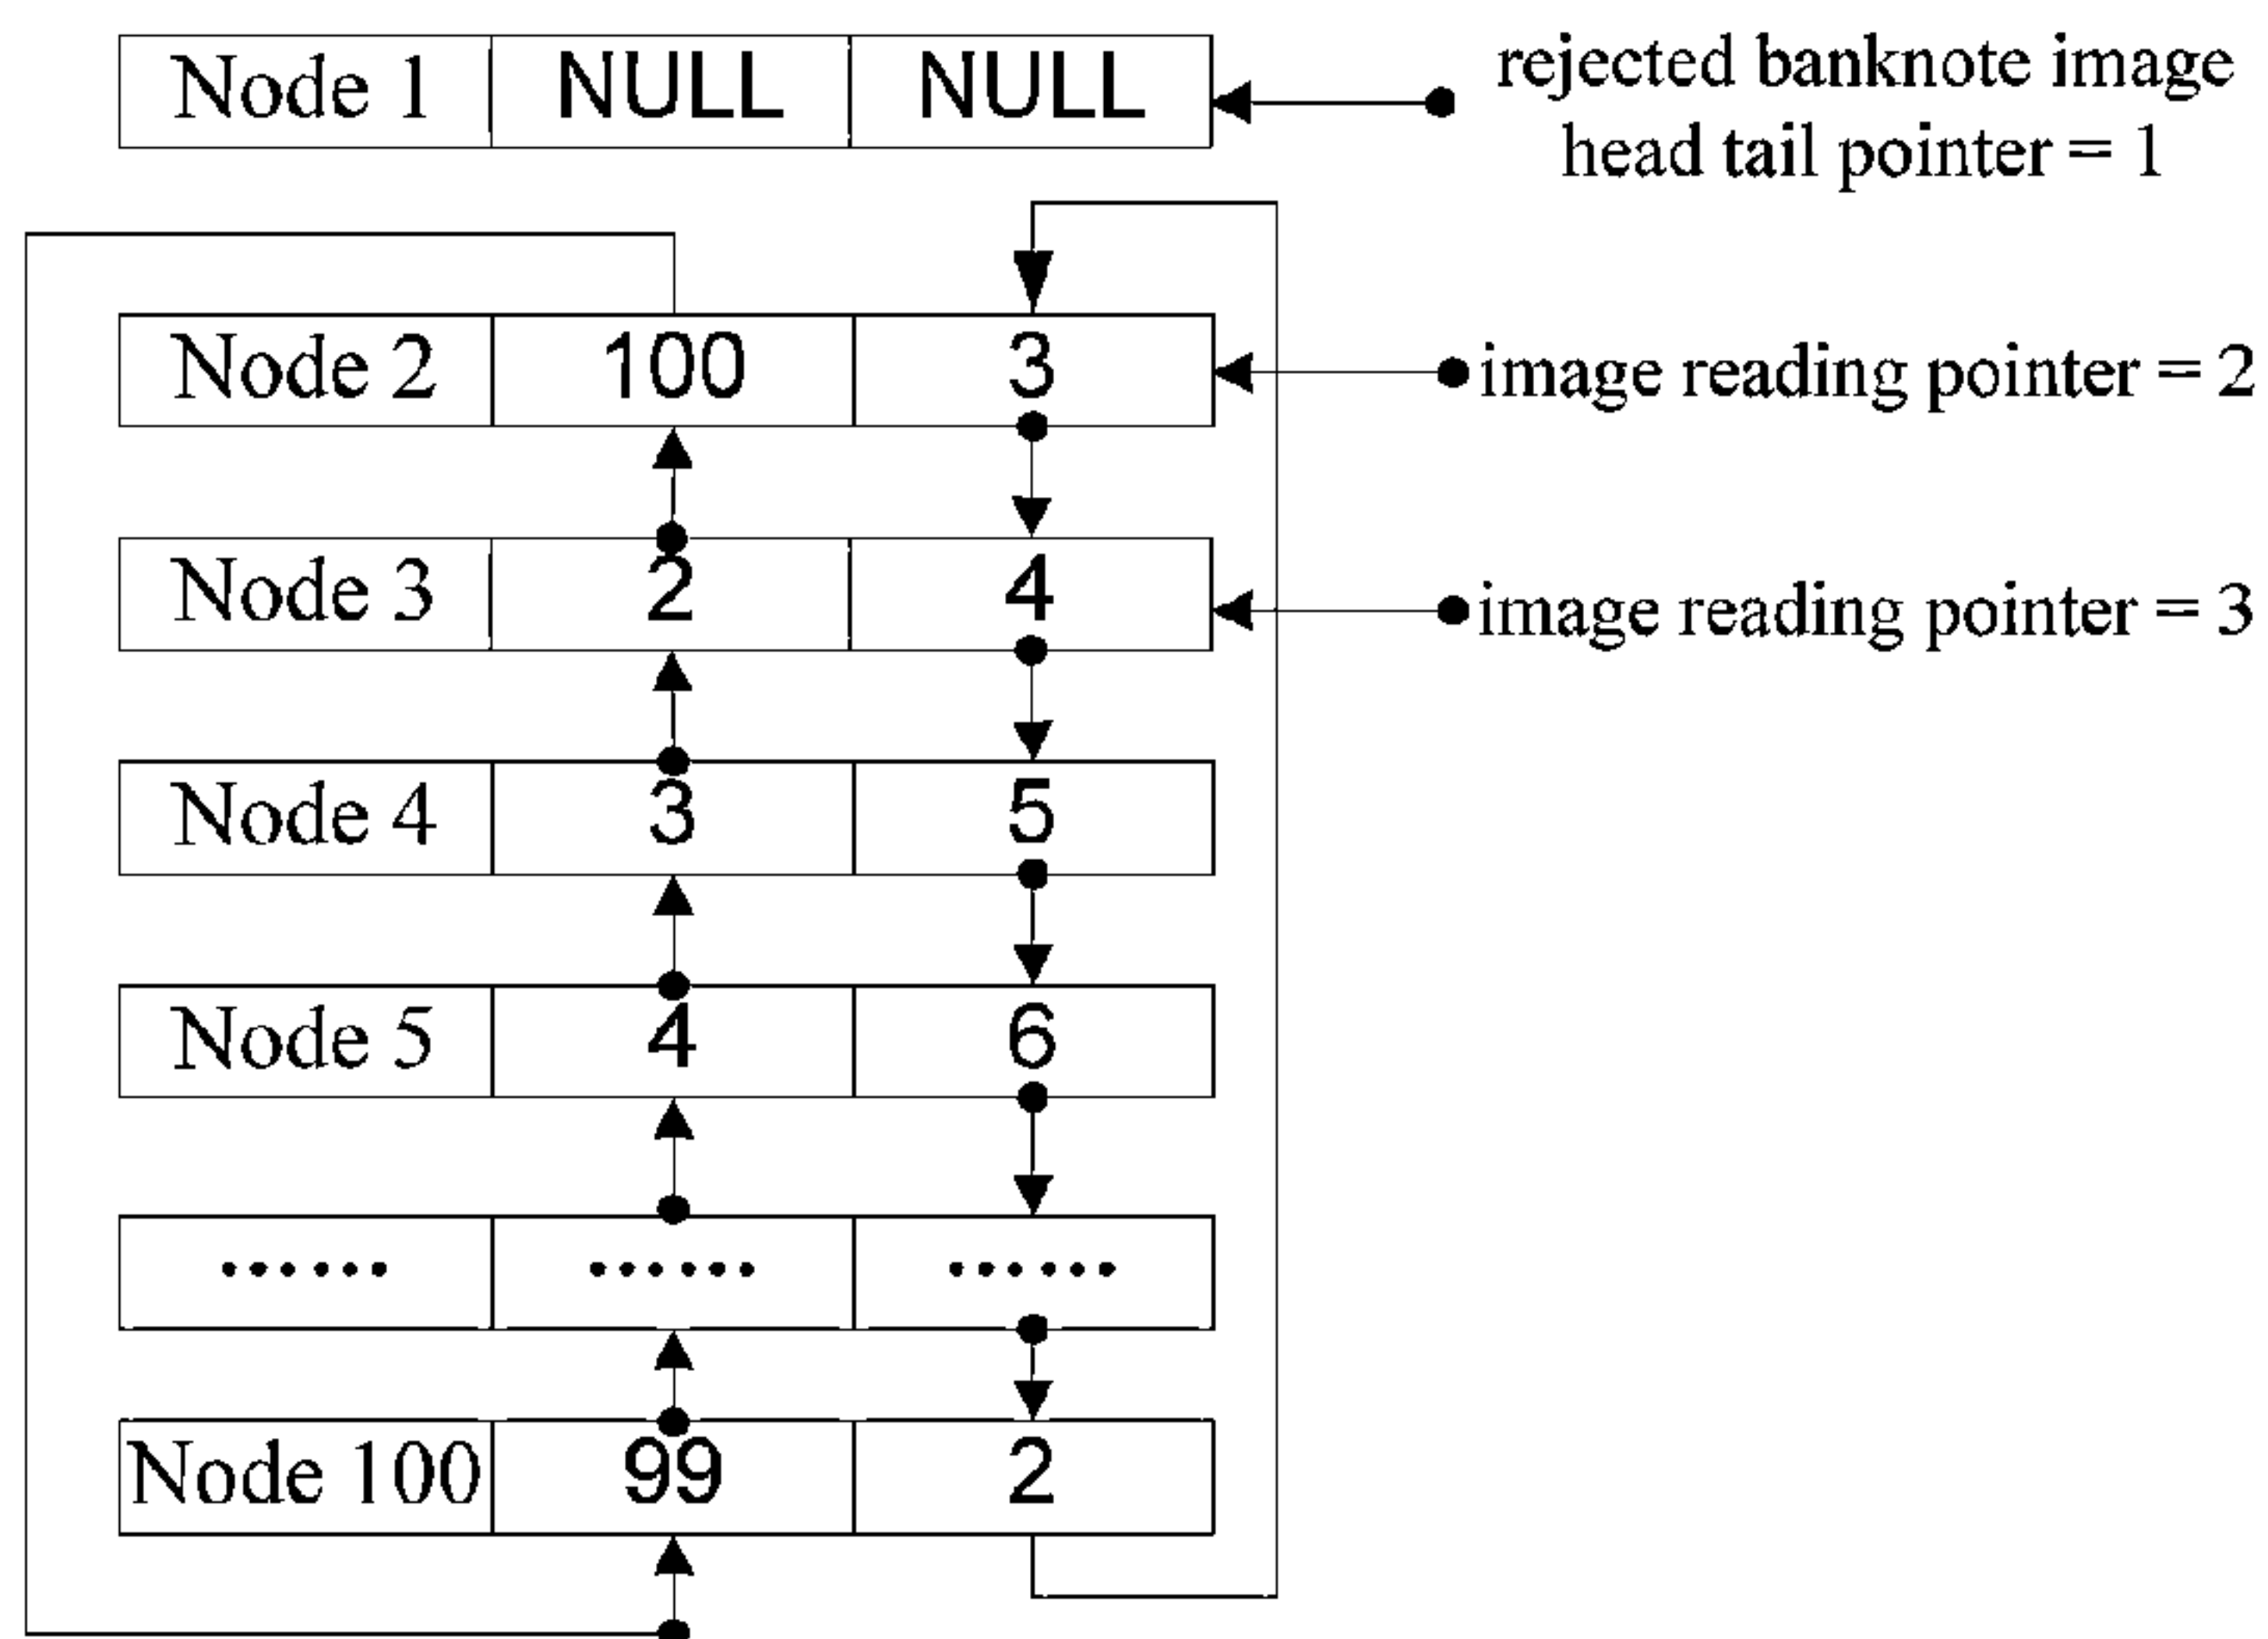 Node 1 NULL NULL
rejected banknote image
head tail pointer = 1
Node 2 100 3
image reading pointer = 2
Node 3 2 4
image reading pointer = 3
Node 4 3 5
Node 5 4 6
...... ...... ......
Node 100 99 2